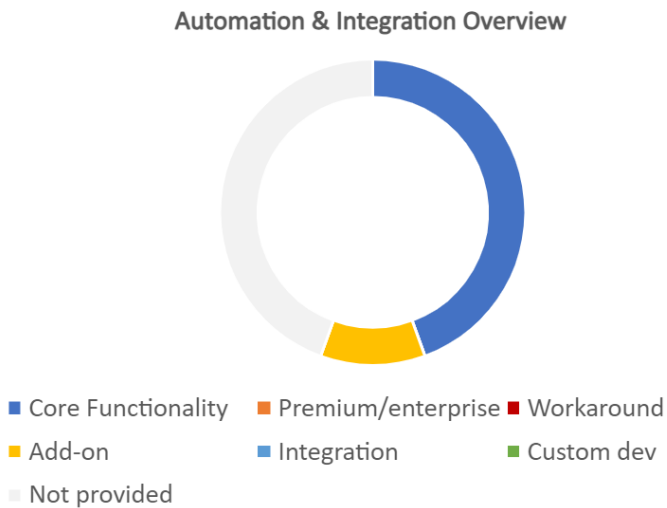 Automation & Integration Overview
Core Functionality Premium/enterprise Workaround
Add-on Integration Custom dev
Not provided